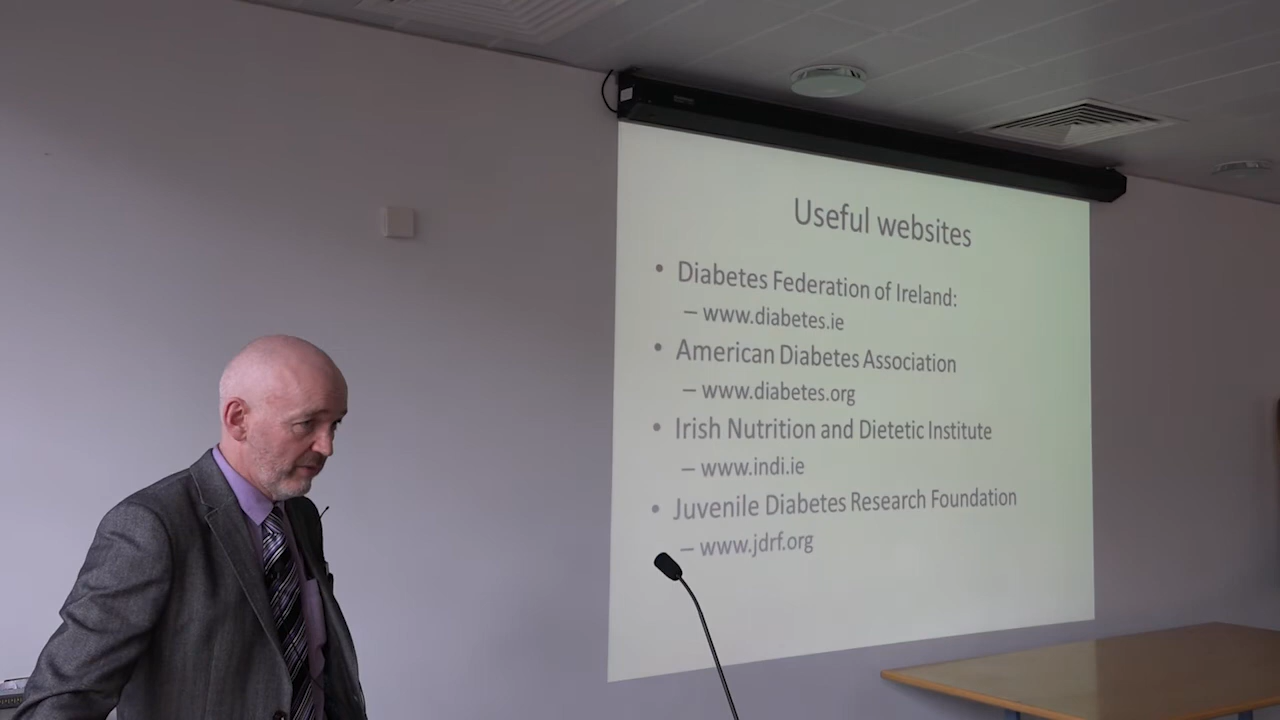 Useful websites
• Diabetes Federation of Ireland:
– www.diabetes.ie
• American Diabetes Association
– www.diabetes.org
• Irish Nutrition and Dietetic Institute
– www.indi.ie
• Juvenile Diabetes Research Foundation
– www.jdrf.org